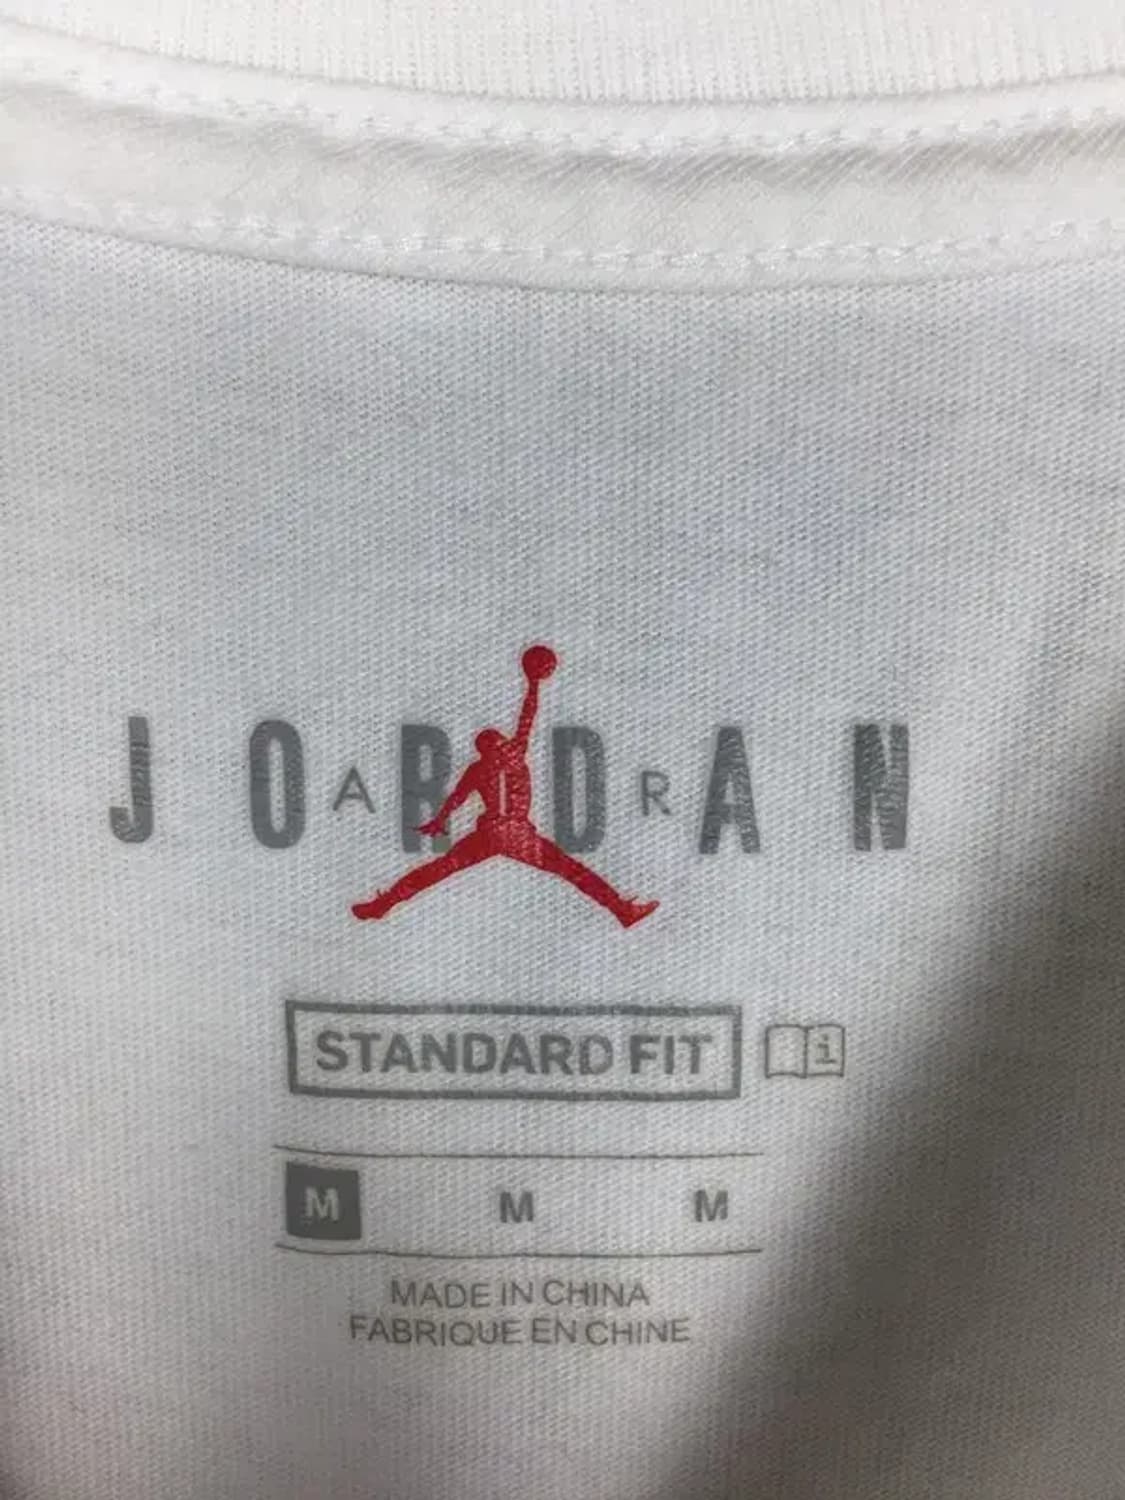 JORDAN
AIR
STANDARD FIT i
M M M
MADE IN CHINA
FABRIQUE EN CHINE